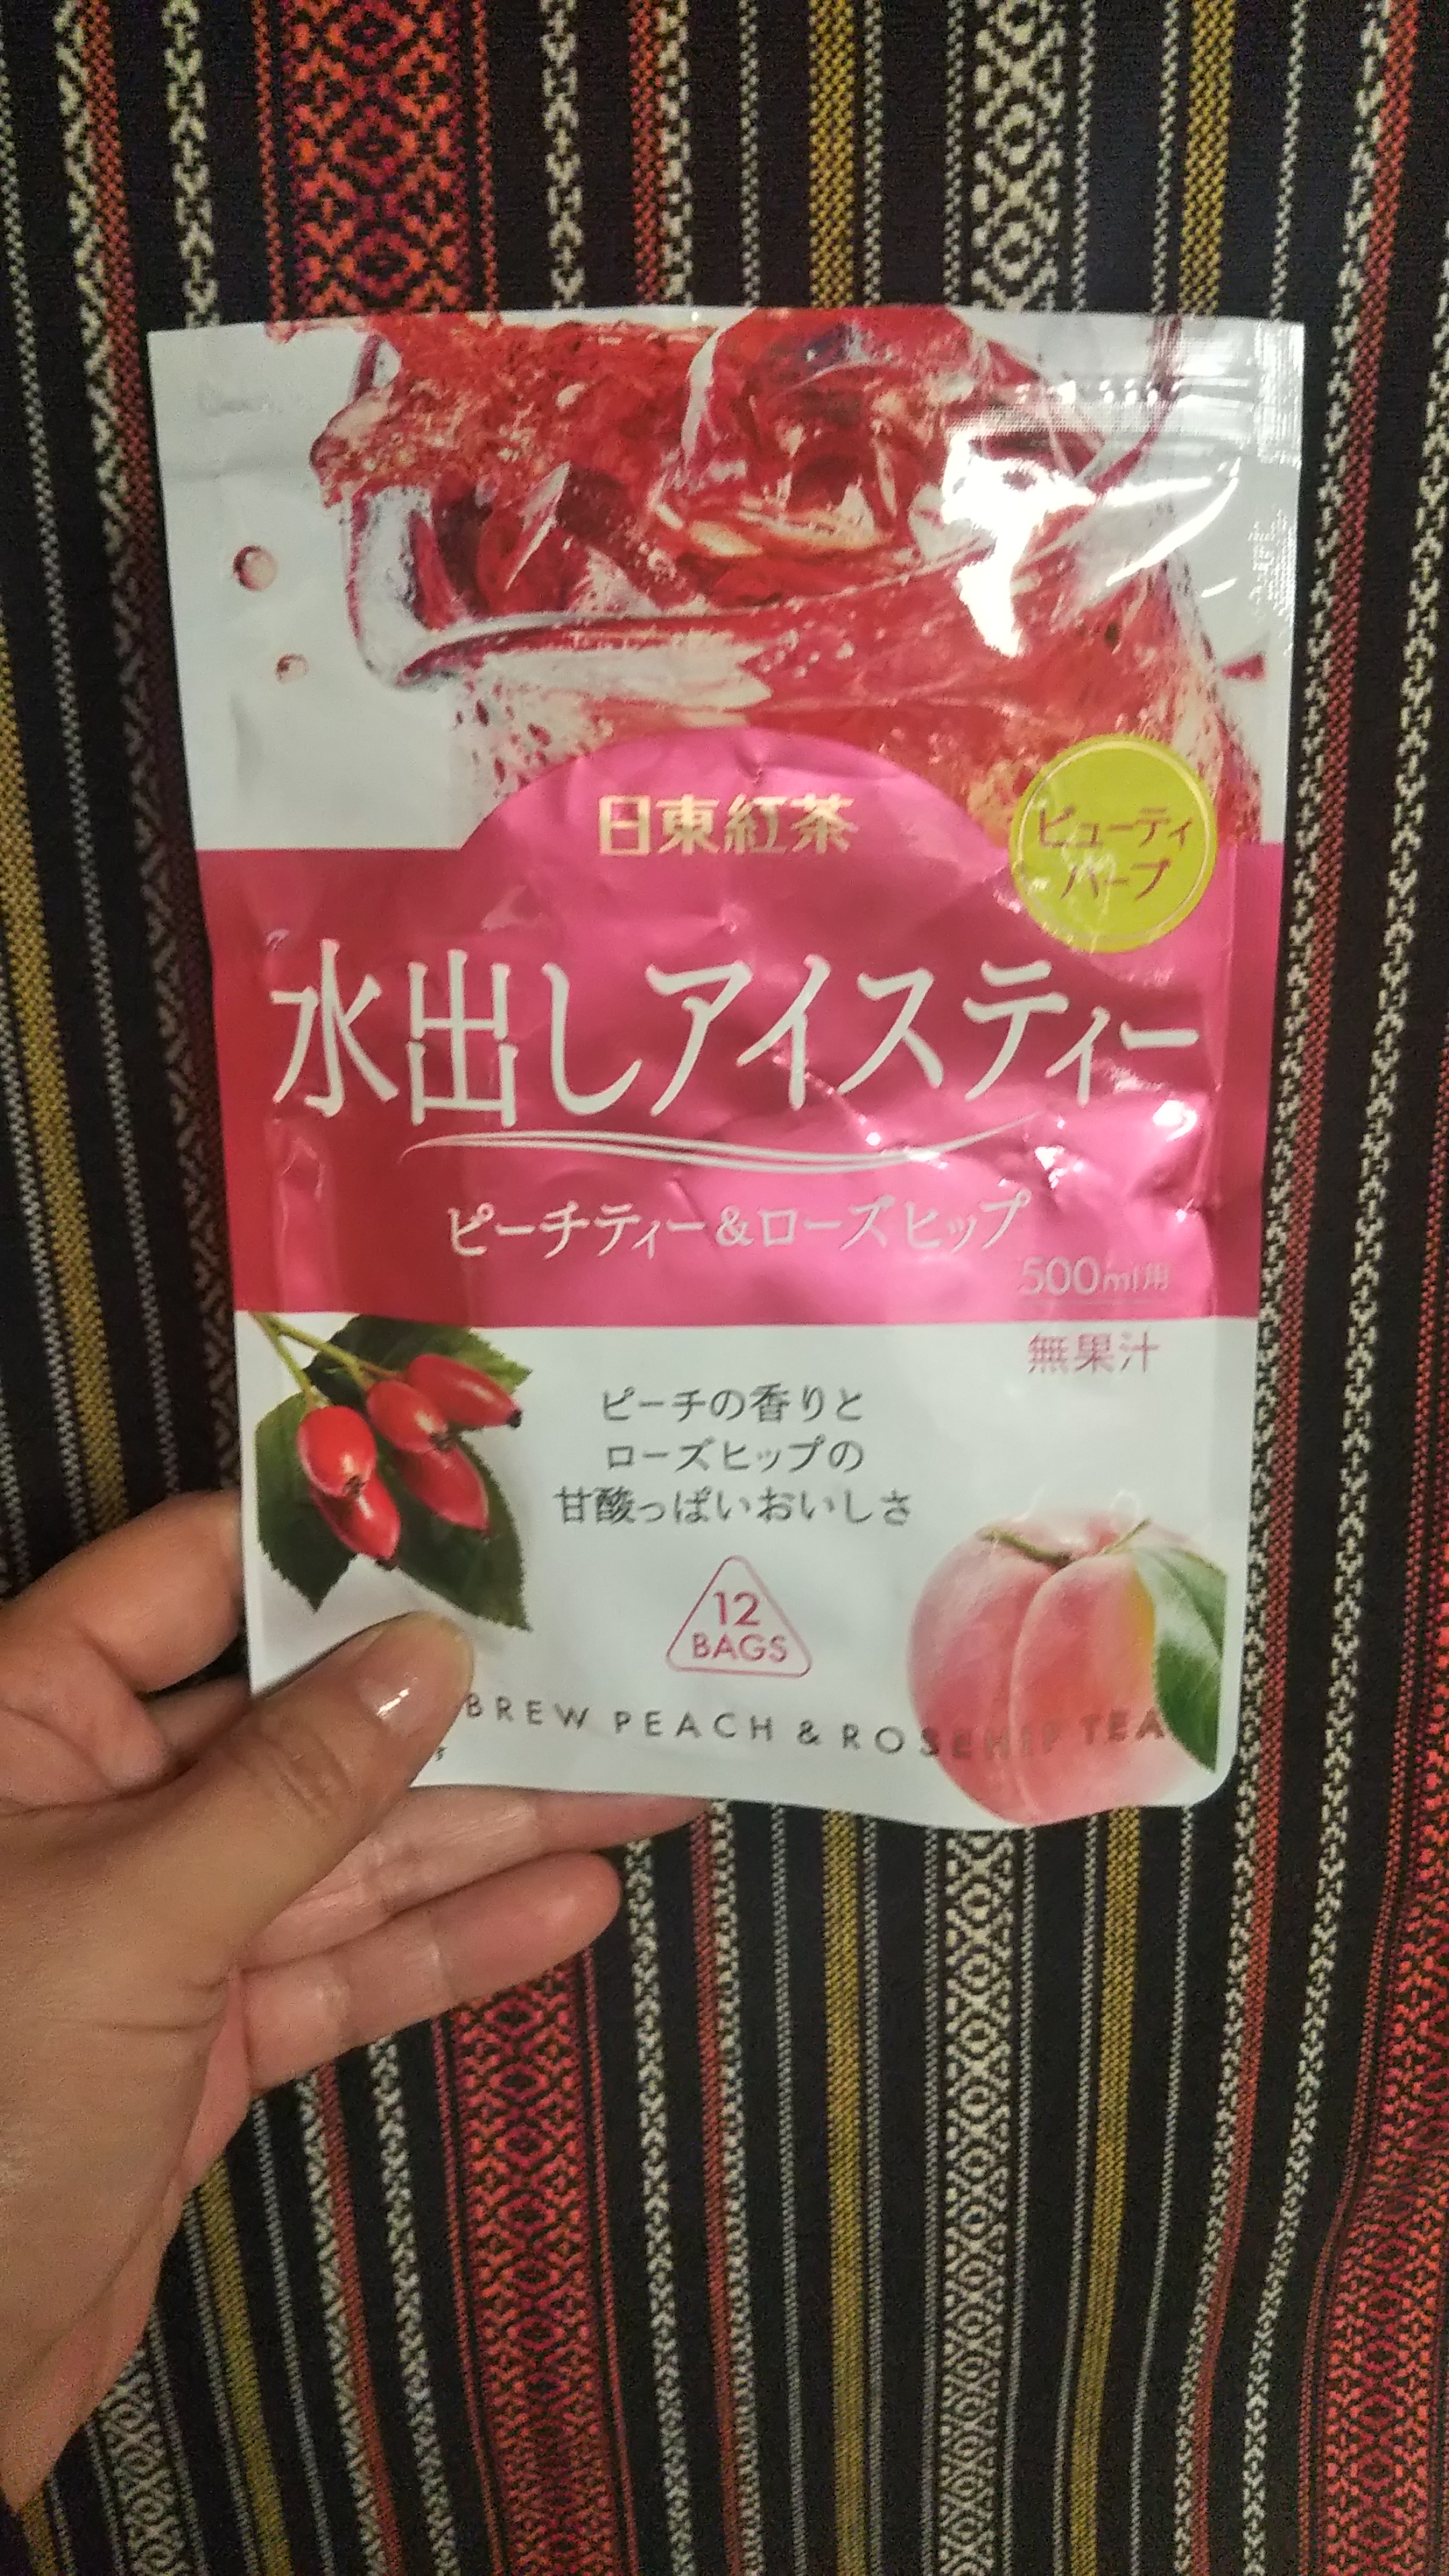 日東紅茶
ビューティ
ハーブ
水出しアイスティー
ピーチティー&ローズヒップ
500ml用
無果汁
ピーチの香りと
ローズヒップの
甘酸っぱいおいしさ
12
BAGS
BREW PEACH & ROSEHIP TEA